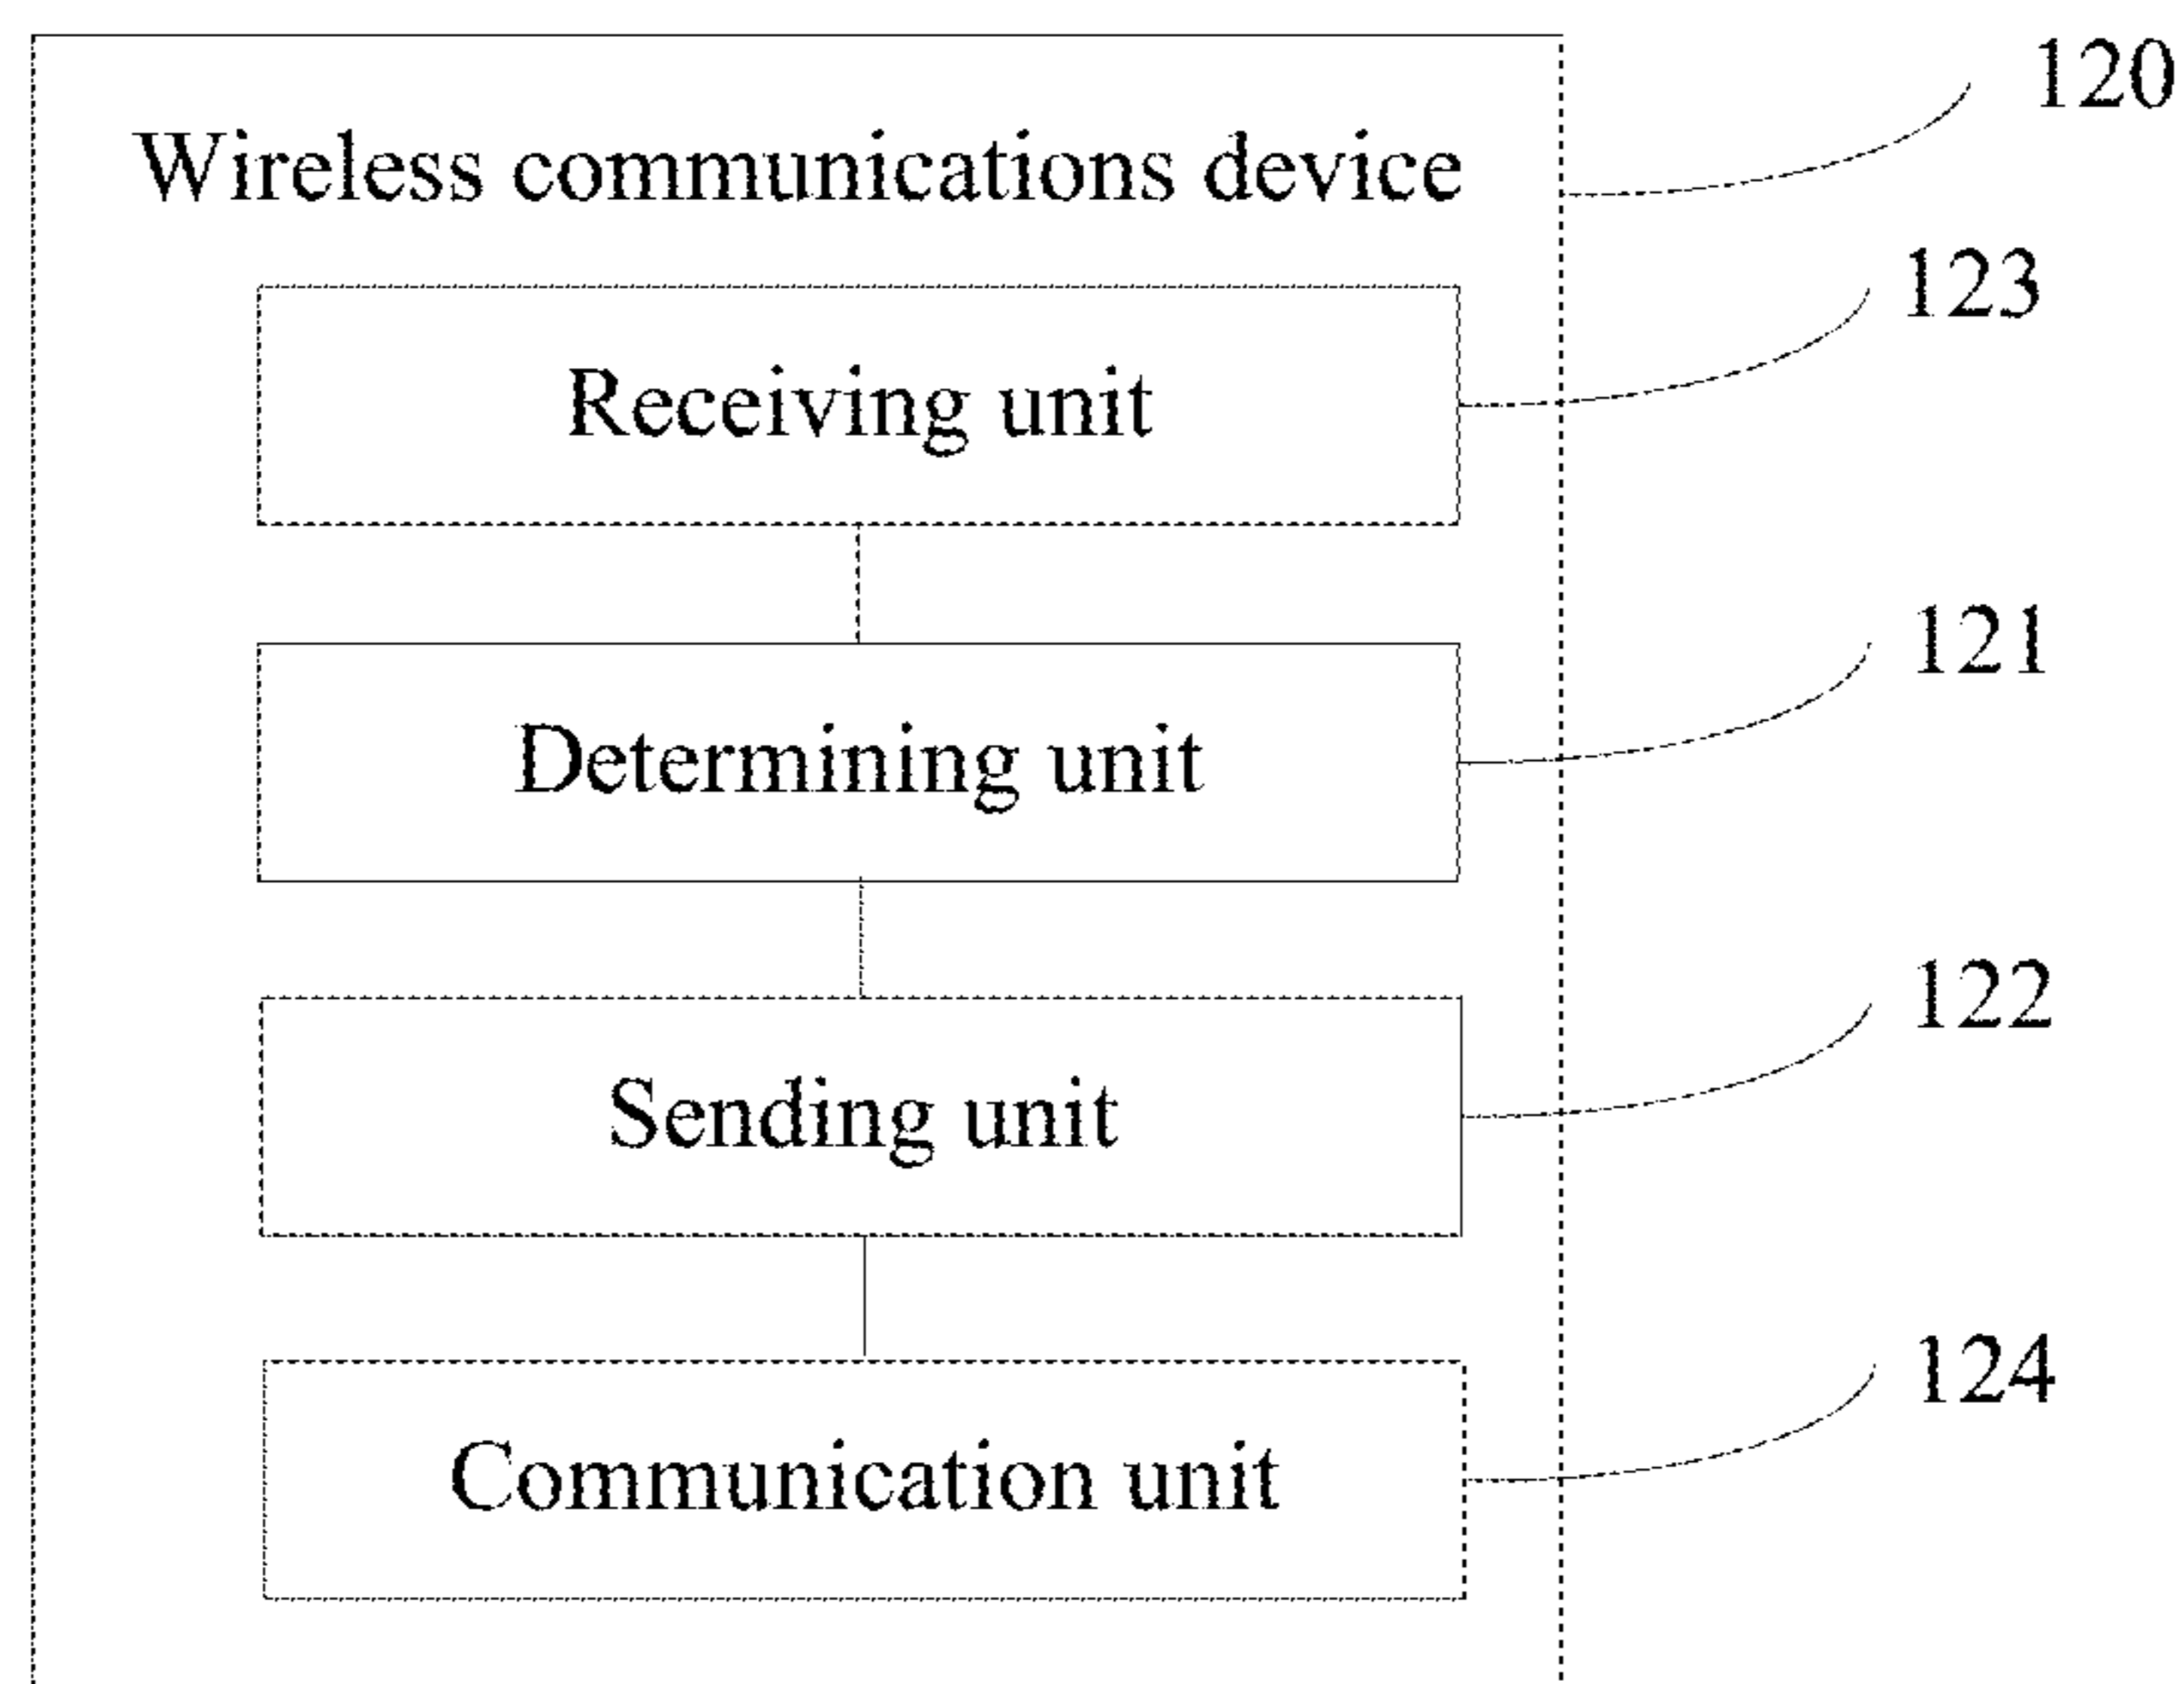 120
Wireless communications device
123
Receiving unit
121
Determining unit
122
Sending unit
124
Communication unit